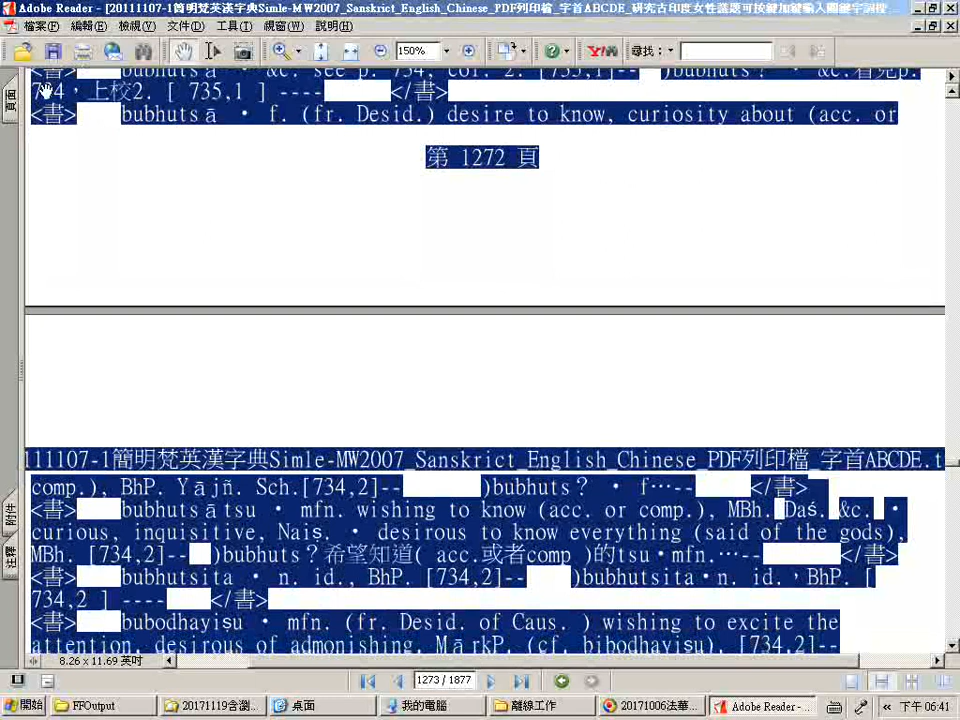 Adobe Reader - [20111107-1簡明梵英漢字典Simle-MW2007_Sanskrict_English_Chinese_PDF列印檔_字首ABCDE_研究古印度女性議題可按鍵加鍵輸入關鍵字詞搜
檔案(F) 編輯(E) 檢視(V) 文件(D) 工具(T) 視窗(W) 說明(H)
150% Y! 尋找:
頁面
<書> bubhutsā • &c. see p. 734, col. 2. [735,1]-- )bubhuts? • &c.看見p.
734，上校2. [ 735,1 ] ---- </書>
<書> bubhutsā • f. (fr. Desid.) desire to know, curiosity about (acc. or
第 1272 頁
111107-1簡明梵英漢字典Simle-MW2007_Sanskrict_English_Chinese_PDF列印檔_字首ABCDE.t
comp.), BhP. Yājñ. Sch.[734,2]-- )bubhuts? • f…-- </書>
<書> bubhutsātsu • mfn. wishing to know (acc. or comp.), MBh. Daś. &c. •
curious, inquisitive, Naiṣ. • desirous to know everything (said of the gods),
MBh. [734,2]-- )bubhuts?希望知道( acc.或者comp )的tsu•mfn.…-- </書>
<書> bubhutsita • n. id., BhP. [734,2]-- )bubhutsita•n. id.，BhP. [
734,2 ] ---- </書>
<書> bubodhayiṣu • mfn. (fr. Desid. of Caus. ) wishing to excite the
attention, desirous of admonishing, MārkP. (cf. bibodhayiṣu). [734,2]--
附件
注釋
8.26 x 11.69 英吋
1273 / 1877
開始 FFOutput 20171119含瀏... 桌面 我的電腦 離線工作 20171006法華... Adobe Reader - ... 下午 06:41